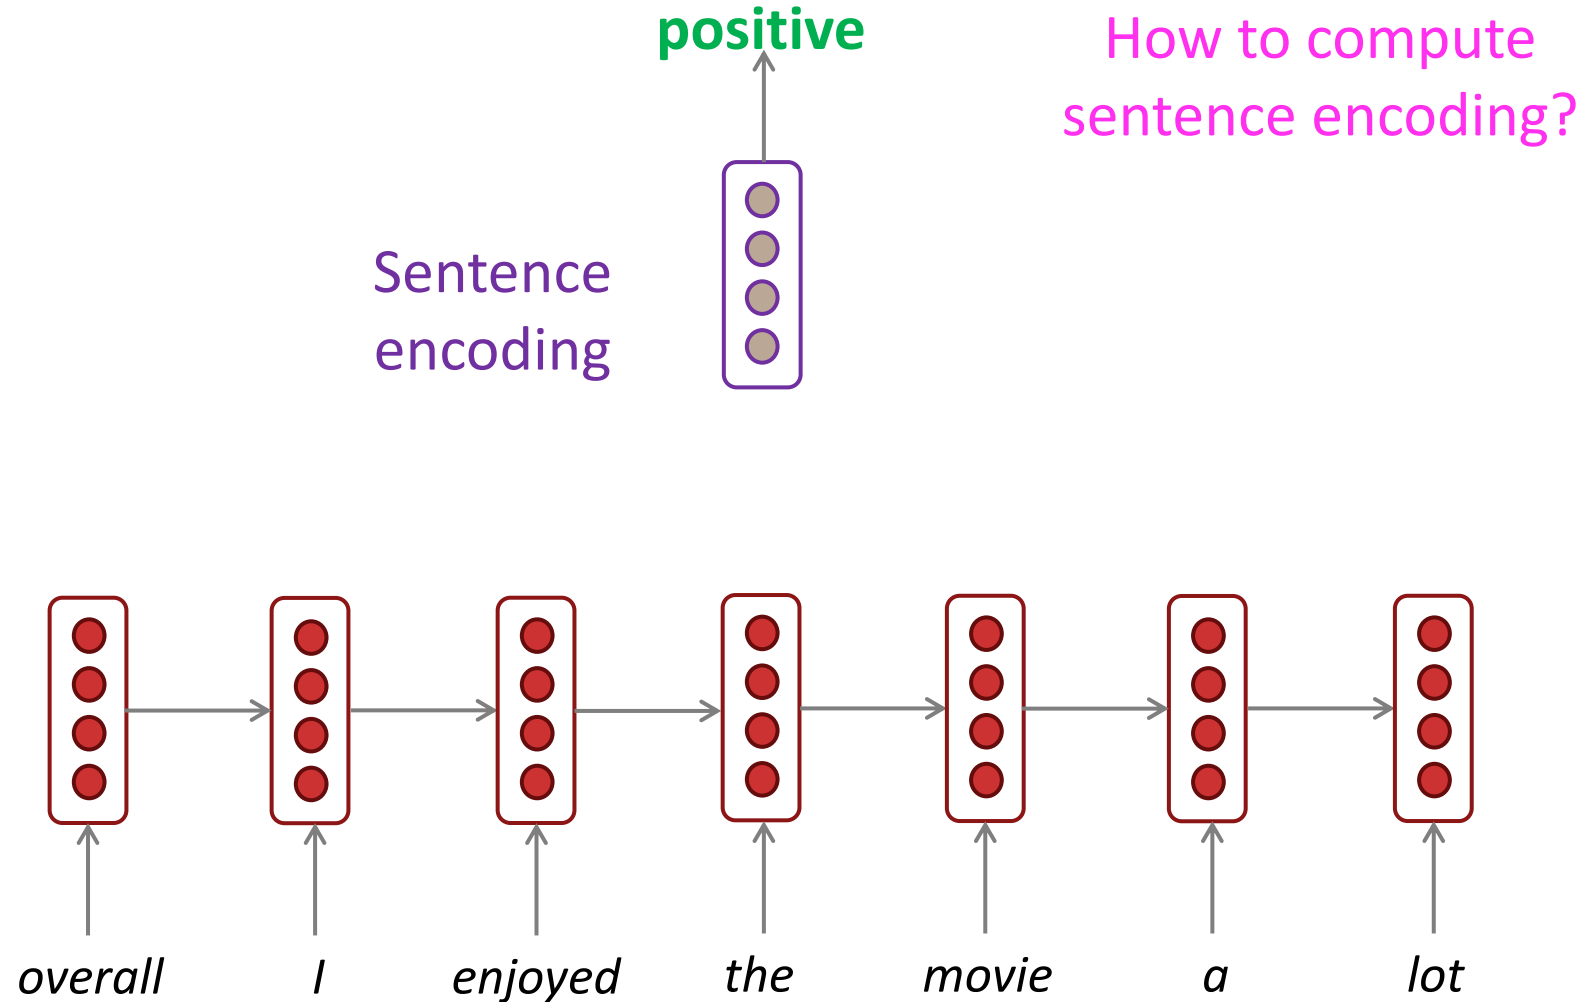 positive
How to compute
sentence encoding?
Sentence
encoding
overall I enjoyed the movie a lot